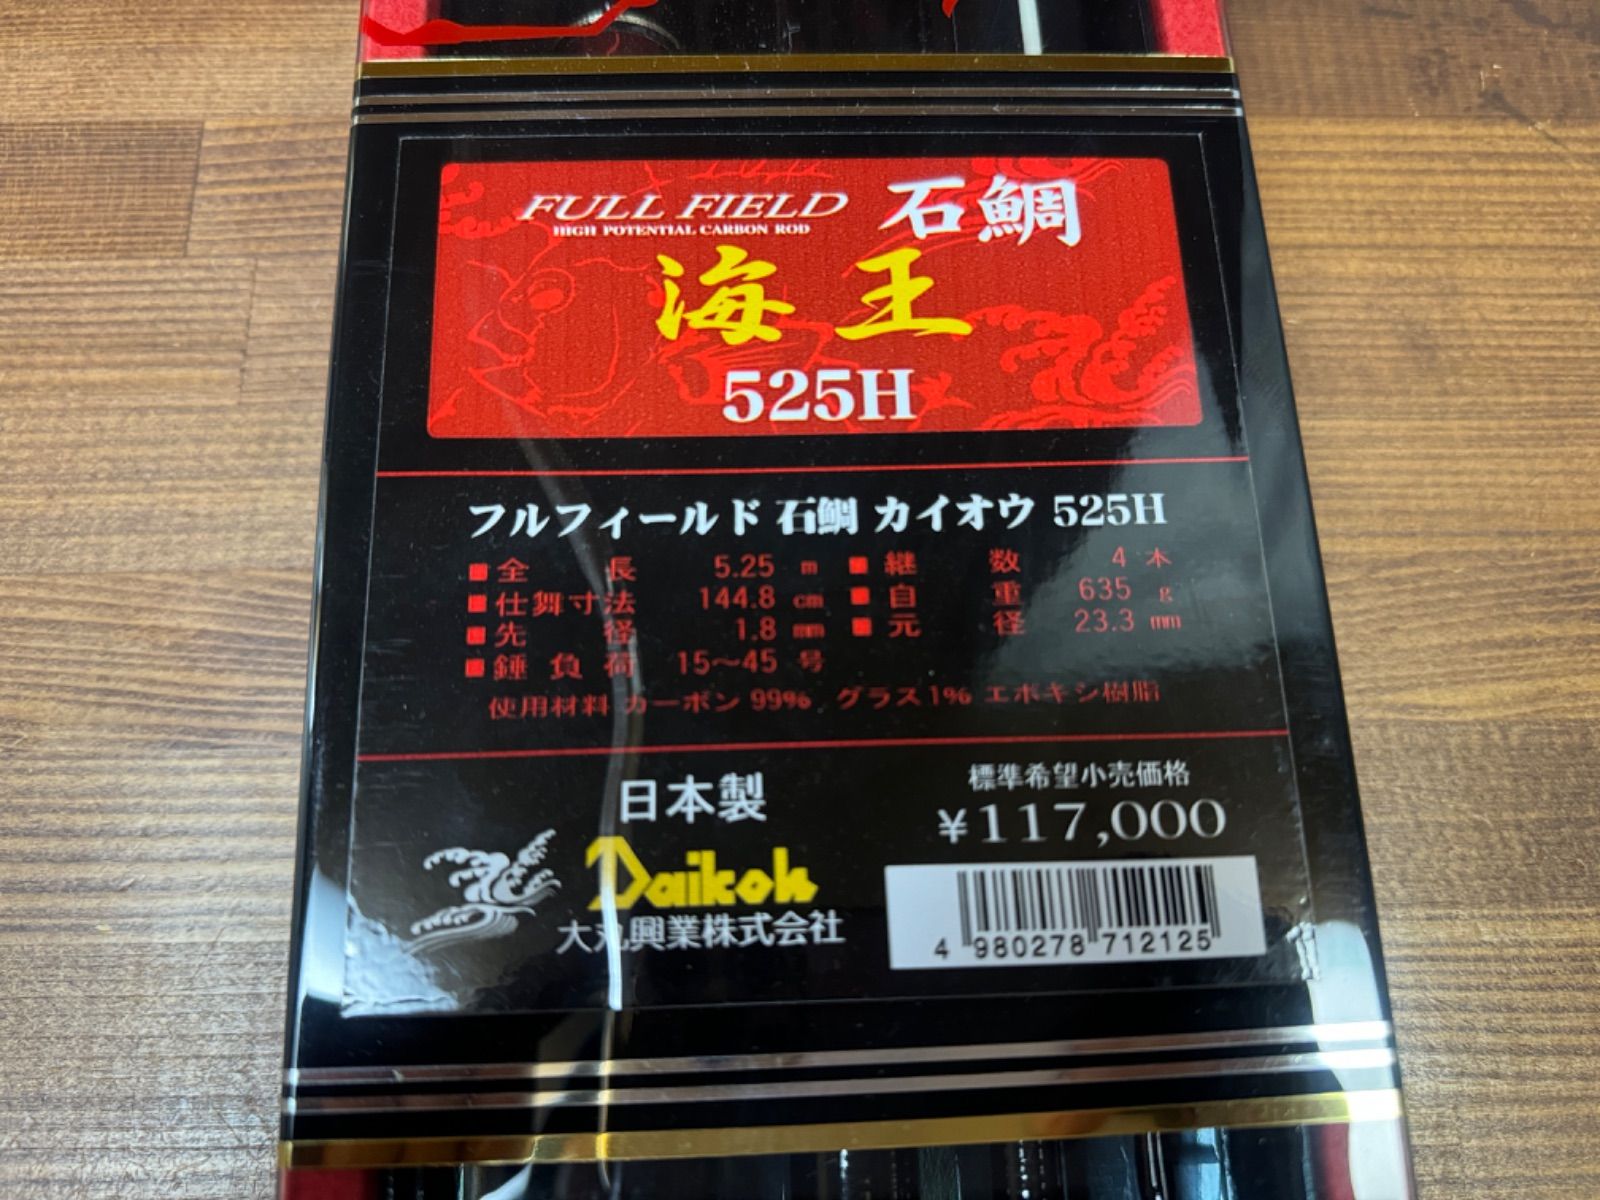 FULL FIELD 石鯛
HIGH POTENTIAL CARBON ROD
海王
525H
フルフィールド 石鯛 カイオウ 525H
■全長 5.25 m ■継数 4 本
■仕舞寸法 144.8 cm ■自重 635 g
■先径 1.8 mm ■元径 23.3 mm
■錘負荷 15～45 号
使用材料 カーボン 99% グラス 1% エポキシ樹脂
日本製
標準希望小売価格
¥117,000
Daikoh
大丸興業株式会社
4 980278 712125